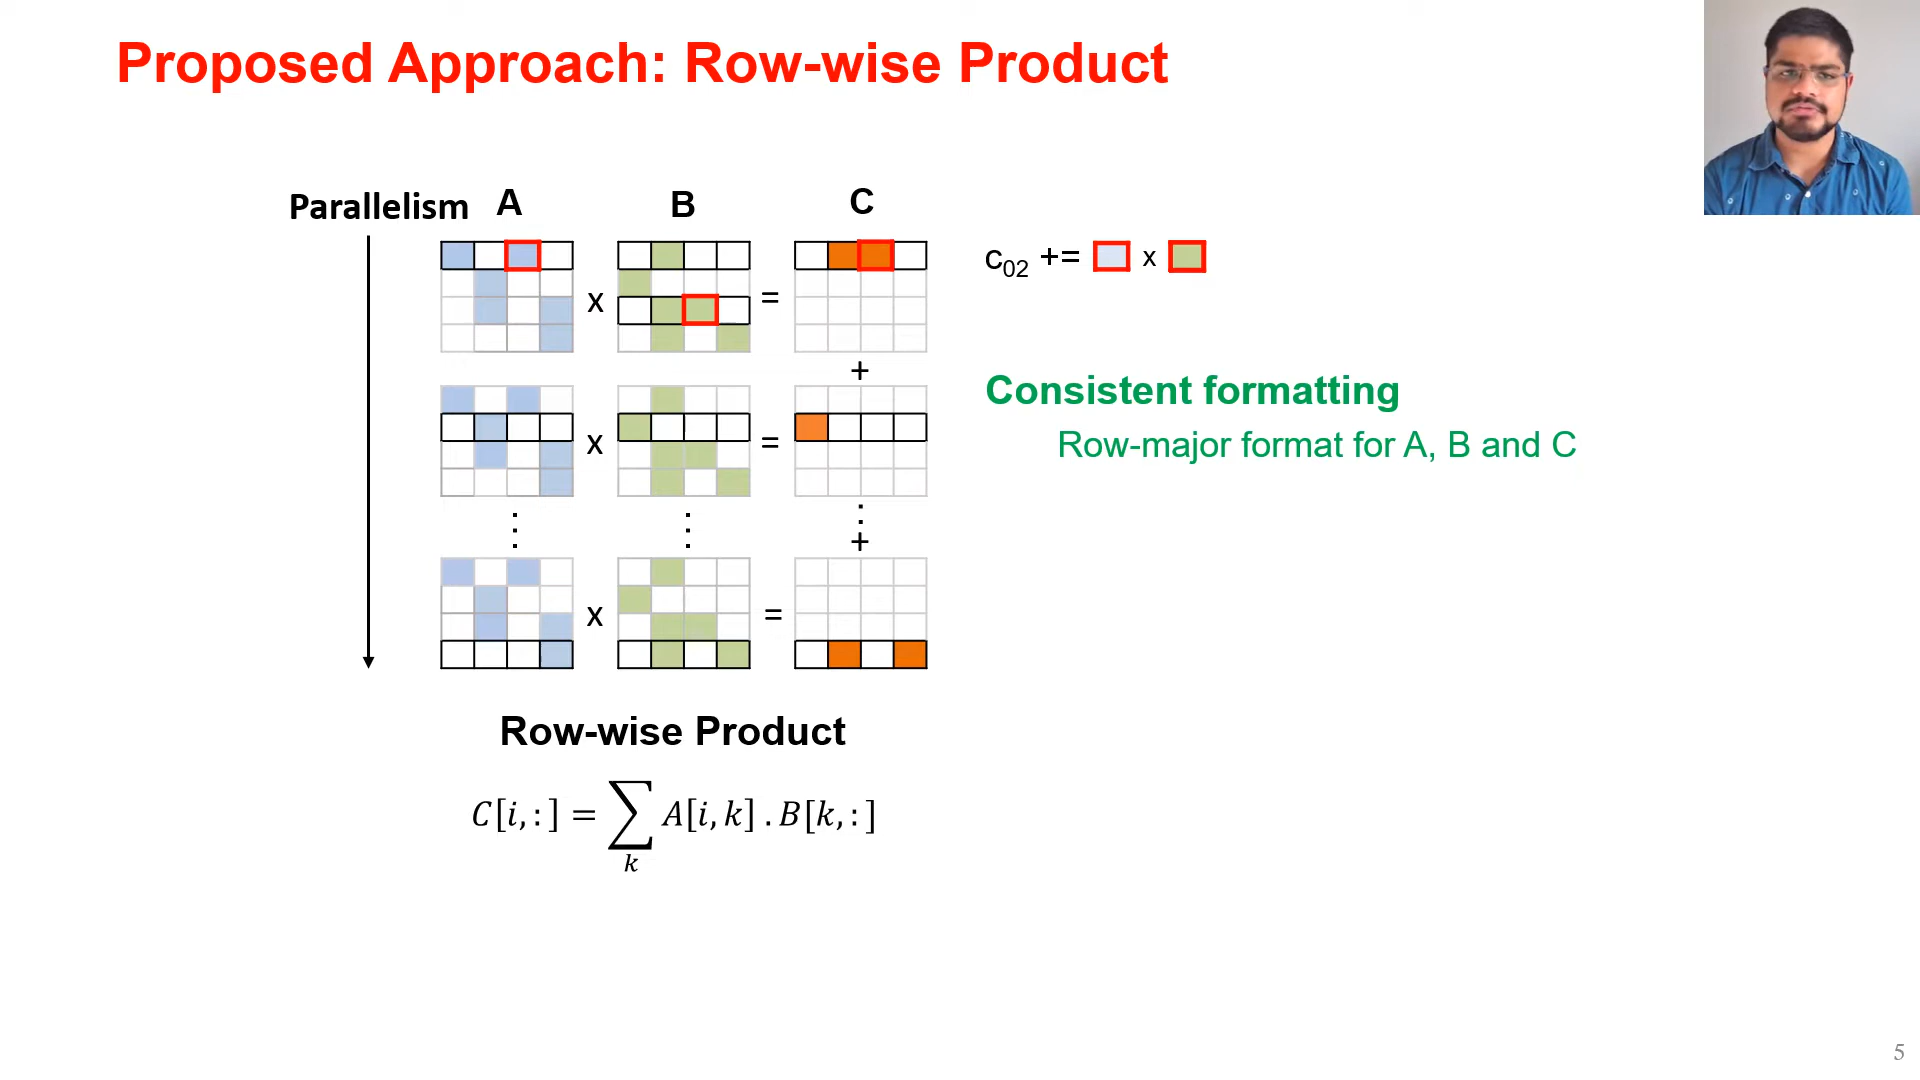 Proposed Approach: Row-wise Product
Parallelism A B C
x =
c02 += x
+
Consistent formatting
x =
Row-major format for A, B and C
⋮ ⋮ ⋮
+
x =
Row-wise Product
C[i,:] = ∑ A[i,k] . B[k,:]
k
5